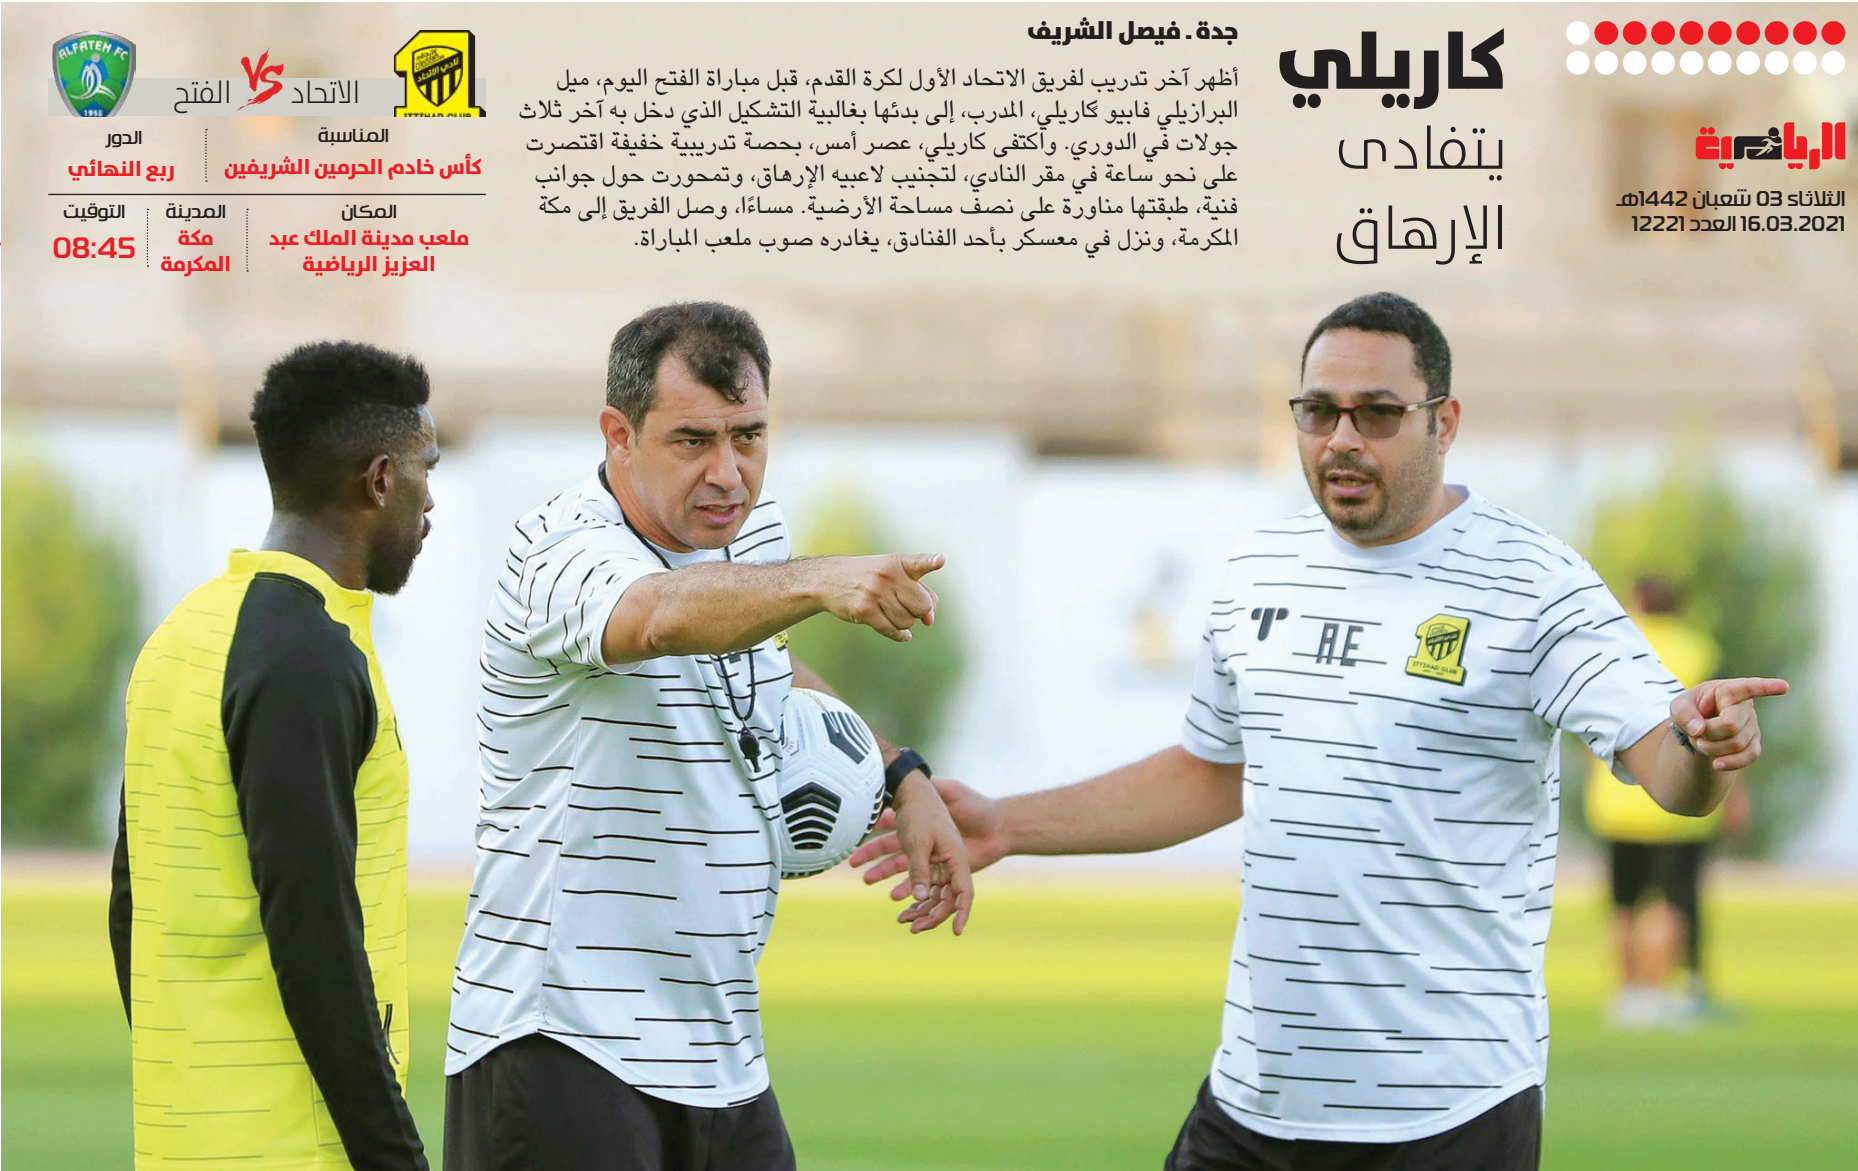 الرياضية
الثلاثاء 03 شعبان 1442هـ
16.03.2021 العدد 12221
كاريلي
يتفادى
الإرهاق
جدة ـ فيصل الشريف
أظهر آخر تدريب لفريق الاتحاد الأول لكرة القدم، قبل مباراة الفتح اليوم، ميل
البرازيلي فابيو كاريلي، المدرب، إلى بدئها بغالبية التشكيل الذي دخل به آخر ثلاث
جولات في الدوري. واكتفى كاريلي، عصر أمس، بحصة تدريبية خفيفة اقتصرت
على نحو ساعة في مقر النادي، لتجنيب لاعبيه الإرهاق، وتمحورت حول جوانب
فنية، طبقتها مناورة على نصف مساحة الأرضية. مساءًا، وصل الفريق إلى مكة
المكرمة، ونزل في معسكر بأحد الفنادق، يغادره صوب ملعب المباراة.
الاتحاد VS الفتح
ITTIHAD CLUB
ALFATEH FC
1958
المناسبة
كأس خادم الحرمين الشريفين
الدور
ربع النهائي
المكان
ملعب مدينة الملك عبد
العزيز الرياضية
المدينة
مكة
المكرمة
التوقيت
08:45
AE
نادي الاتحاد
ITTIHAD CLUB